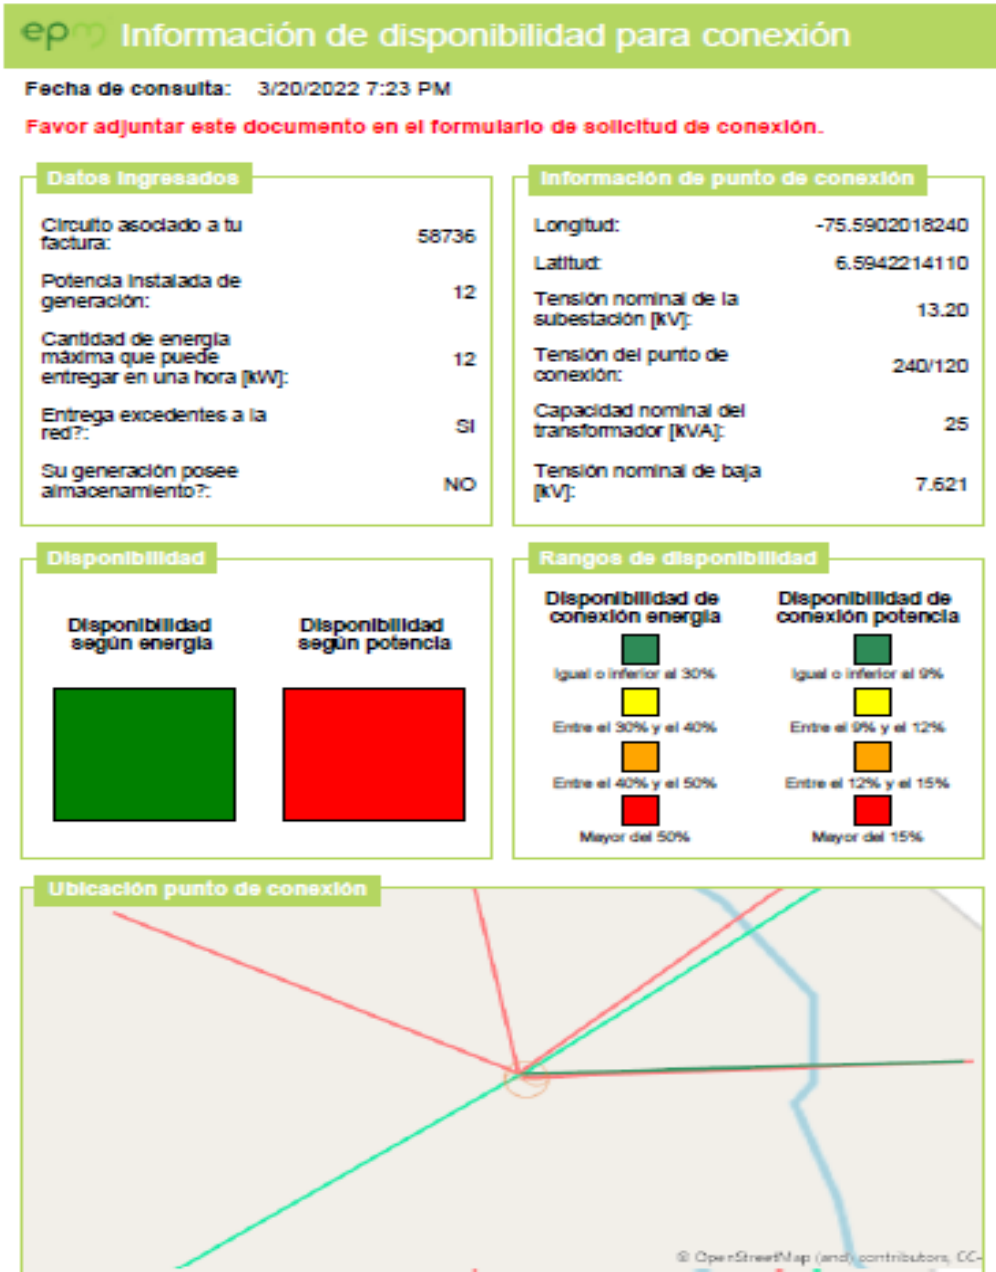 epm Información de disponibilidad para conexión
Fecha de consulta: 3/20/2022 7:23 PM
Favor adjuntar este documento en el formulario de solicitud de conexión.
Datos ingresados
Circuito asociado a tu
factura: 58736
Potencia instalada de
generación: 12
Cantidad de energía
máxima que puede
entregar en una hora [kW]: 12
Entrega excedentes a la
red?: SI
Su generación posee
almacenamiento?: NO
Información de punto de conexión
Longitud: -75.5902018240
Latitud: 6.5942214110
Tensión nominal de la
subestación [kV]: 13.20
Tensión del punto de
conexión: 240/120
Capacidad nominal del
transformador [kVA]: 25
Tensión nominal de baja
[kV]: 7.621
Disponibilidad
Disponibilidad
según energía
Disponibilidad
según potencia
Rangos de disponibilidad
Disponibilidad de
conexión energía
Igual o inferior al 30%
Entre el 30% y el 40%
Entre el 40% y el 50%
Mayor del 50%
Disponibilidad de
conexión potencia
Igual o inferior al 9%
Entre el 9% y el 12%
Entre el 12% y el 15%
Mayor del 15%
Ubicación punto de conexión
© OpenStreetMap (and) contributors, CC-